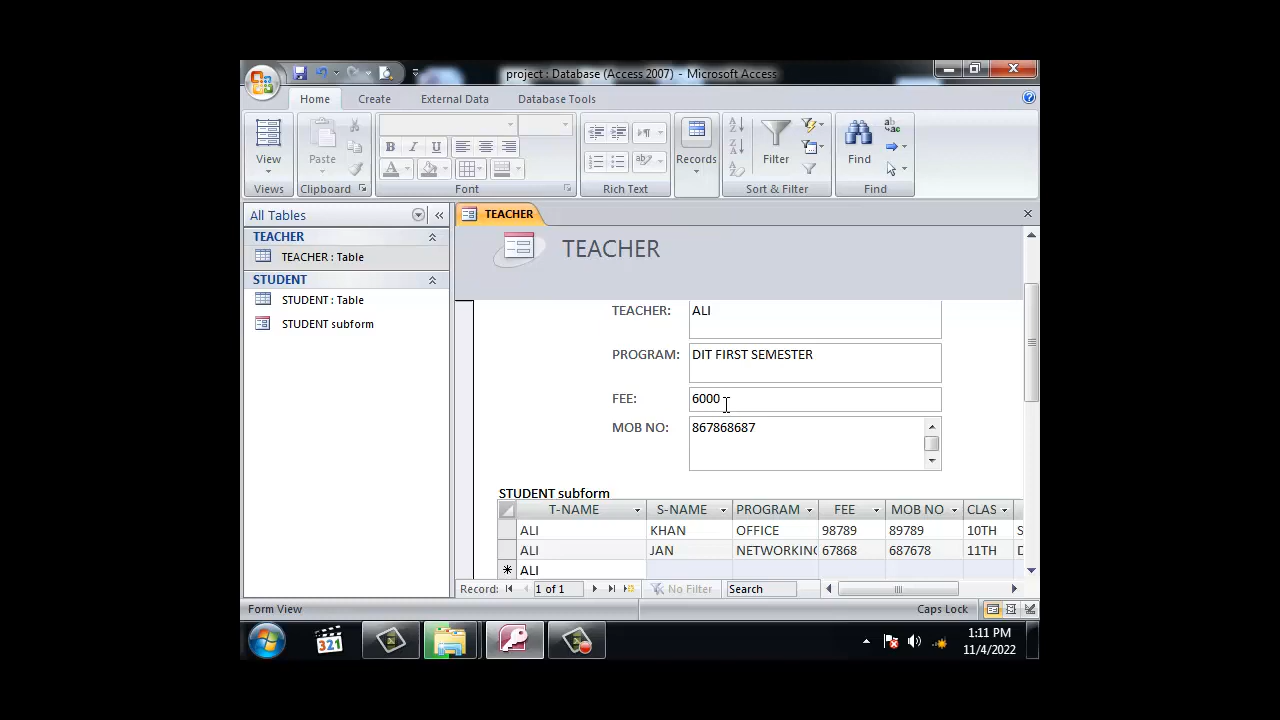 project : Database (Access 2007) - Microsoft Access
Home Create External Data Database Tools
View Paste B I U A Records Filter Find
Views Clipboard Font Rich Text Sort & Filter Find
All Tables
TEACHER
TEACHER : Table
STUDENT
STUDENT : Table
STUDENT subform
TEACHER
TEACHER
TEACHER: ALI
PROGRAM: DIT FIRST SEMESTER
FEE: 6000
MOB NO: 867868687
STUDENT subform
T-NAME S-NAME PROGRAM FEE MOB NO CLAS
ALI KHAN OFFICE 98789 89789 10TH S
ALI JAN NETWORKING 67868 687678 11TH D
ALI
Record: 1 of 1 No Filter Search
Form View Caps Lock
321
1:11 PM
11/4/2022